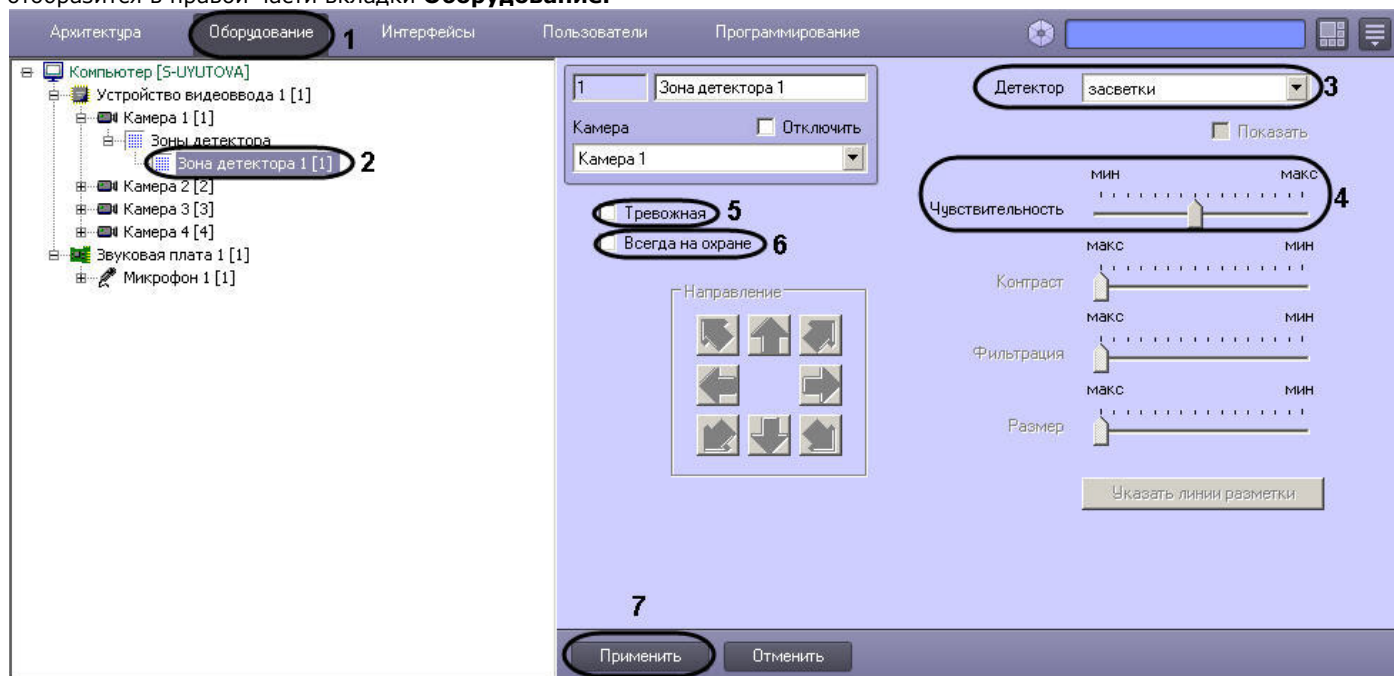 отобразится в правой части вкладки Оборудование.
Архитектура Оборудование 1 Интерфейсы Пользователи Программирование
Компьютер [S-UYUTOVA]
Устройство видеоввода 1 [1]
Камера 1 [1]
Зоны детектора
Зона детектора 1 [1] 2
Камера 2 [2]
Камера 3 [3]
Камера 4 [4]
Звуковая плата 1 [1]
Микрофон 1 [1]
1 Зона детектора 1
Камера Отключить
Камера 1
Тревожная 5
Всегда на охране 6
Направление
Детектор засветки 3
Показать
мин макс
Чувствительность 4
макс мин
Контраст
макс мин
Фильтрация
макс мин
Размер
Указать линии разметки
7
Применить Отменить